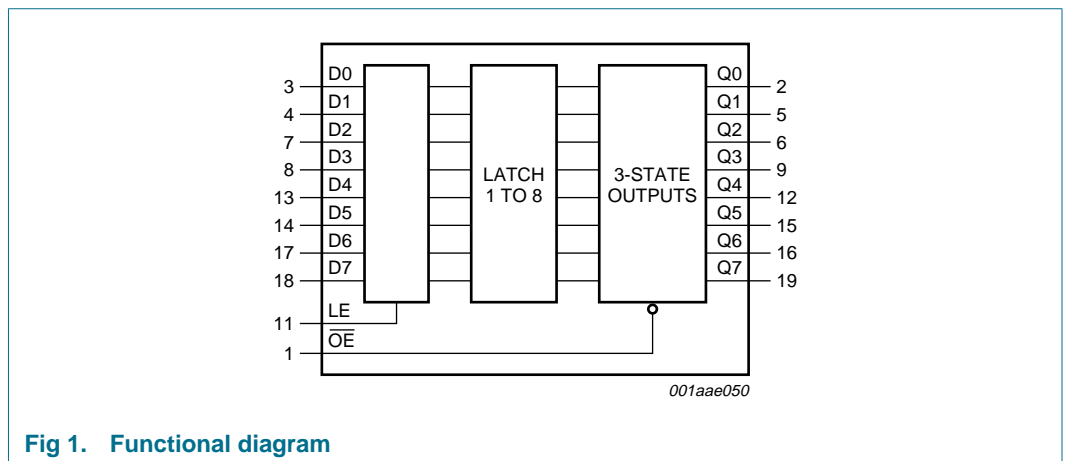 D0
3
Q0
2
D1
4
Q1
5
D2
7
Q2
6
D3
8
Q3
9
LATCH
1 TO 8
3-STATE
OUTPUTS
D4
13
Q4
12
D5
14
Q5
15
D6
17
Q6
16
D7
18
Q7
19
LE
11
OE
1
001aae050
Fig 1. Functional diagram